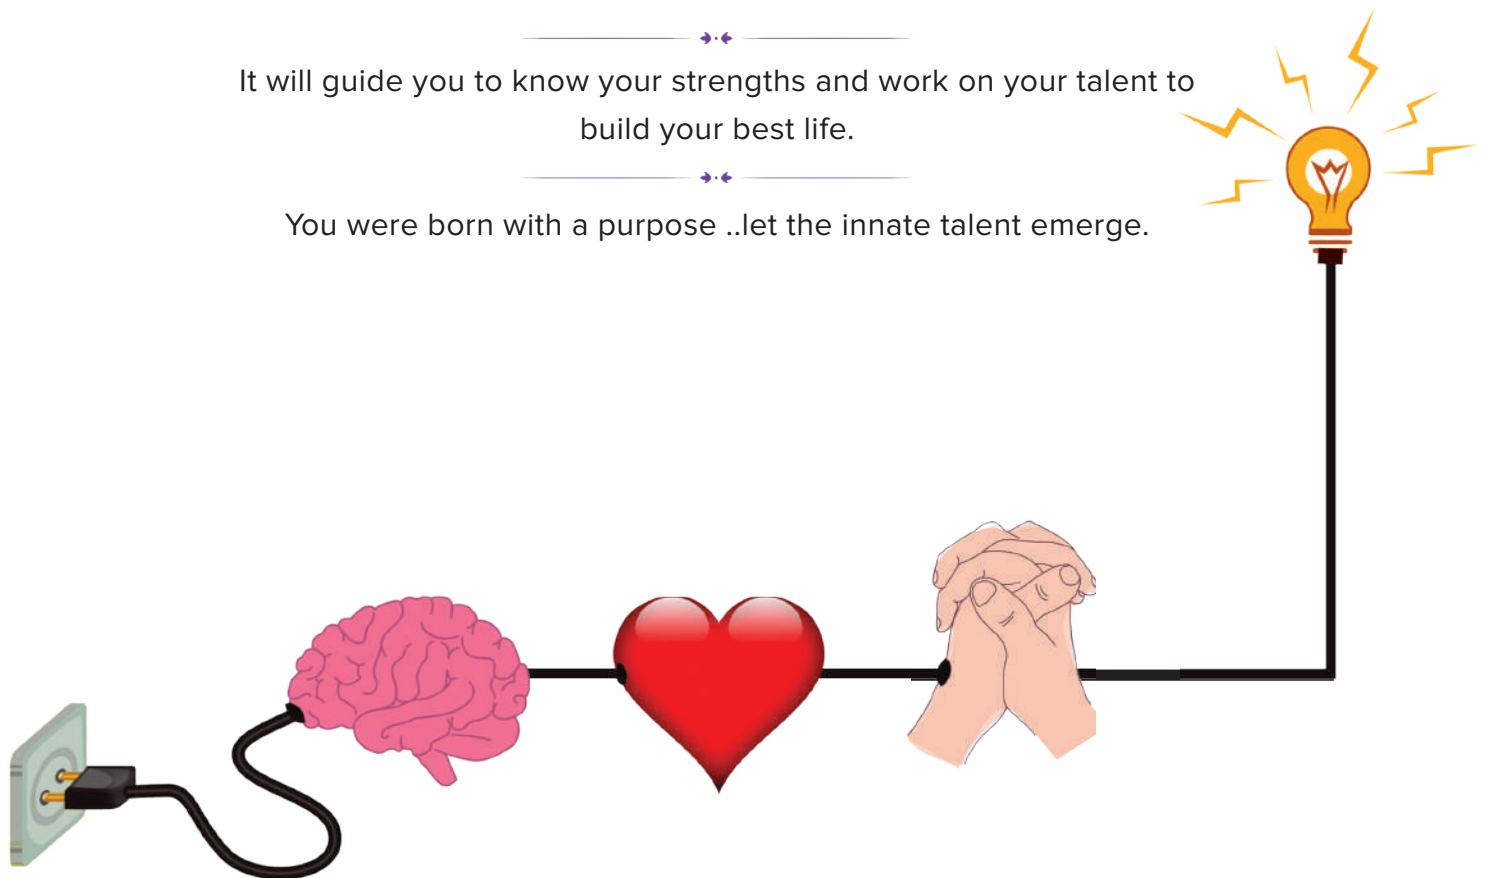 It will guide you to know your strengths and work on your talent to
build your best life.
You were born with a purpose ..let the innate talent emerge.